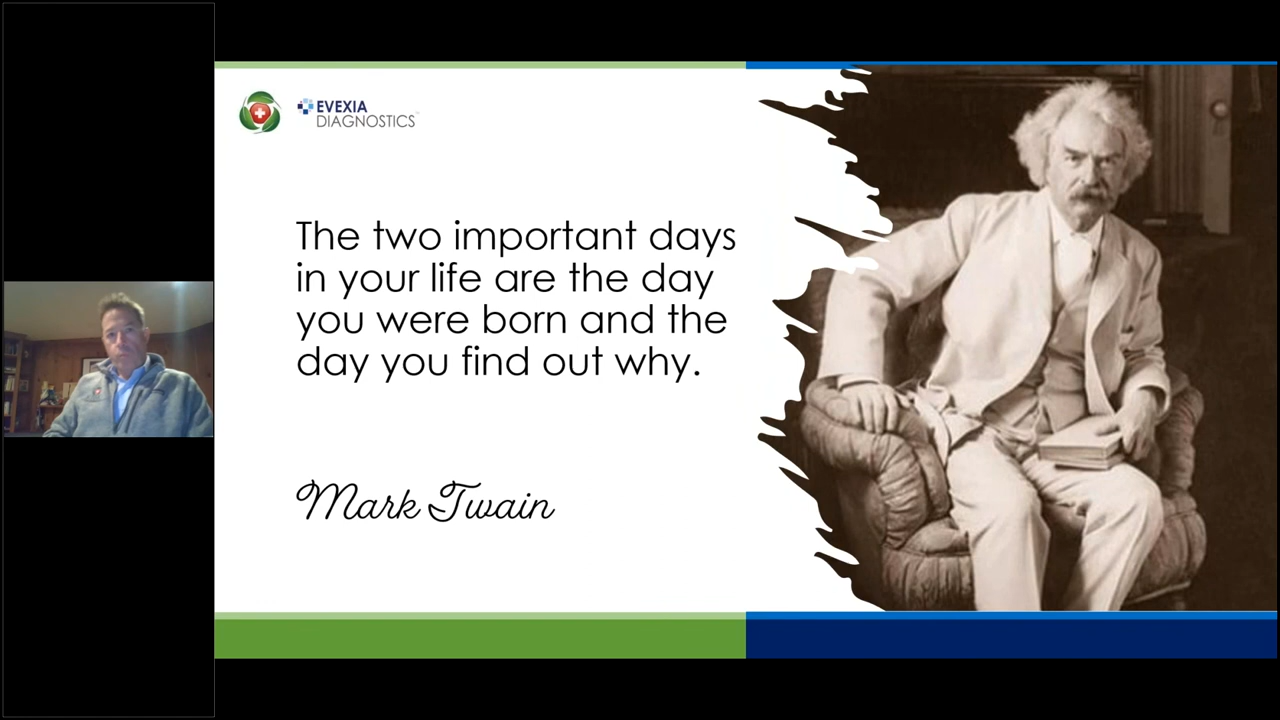 EVEXIA
DIAGNOSTICS
The two important days
in your life are the day
you were born and the
day you find out why.
Mark Twain